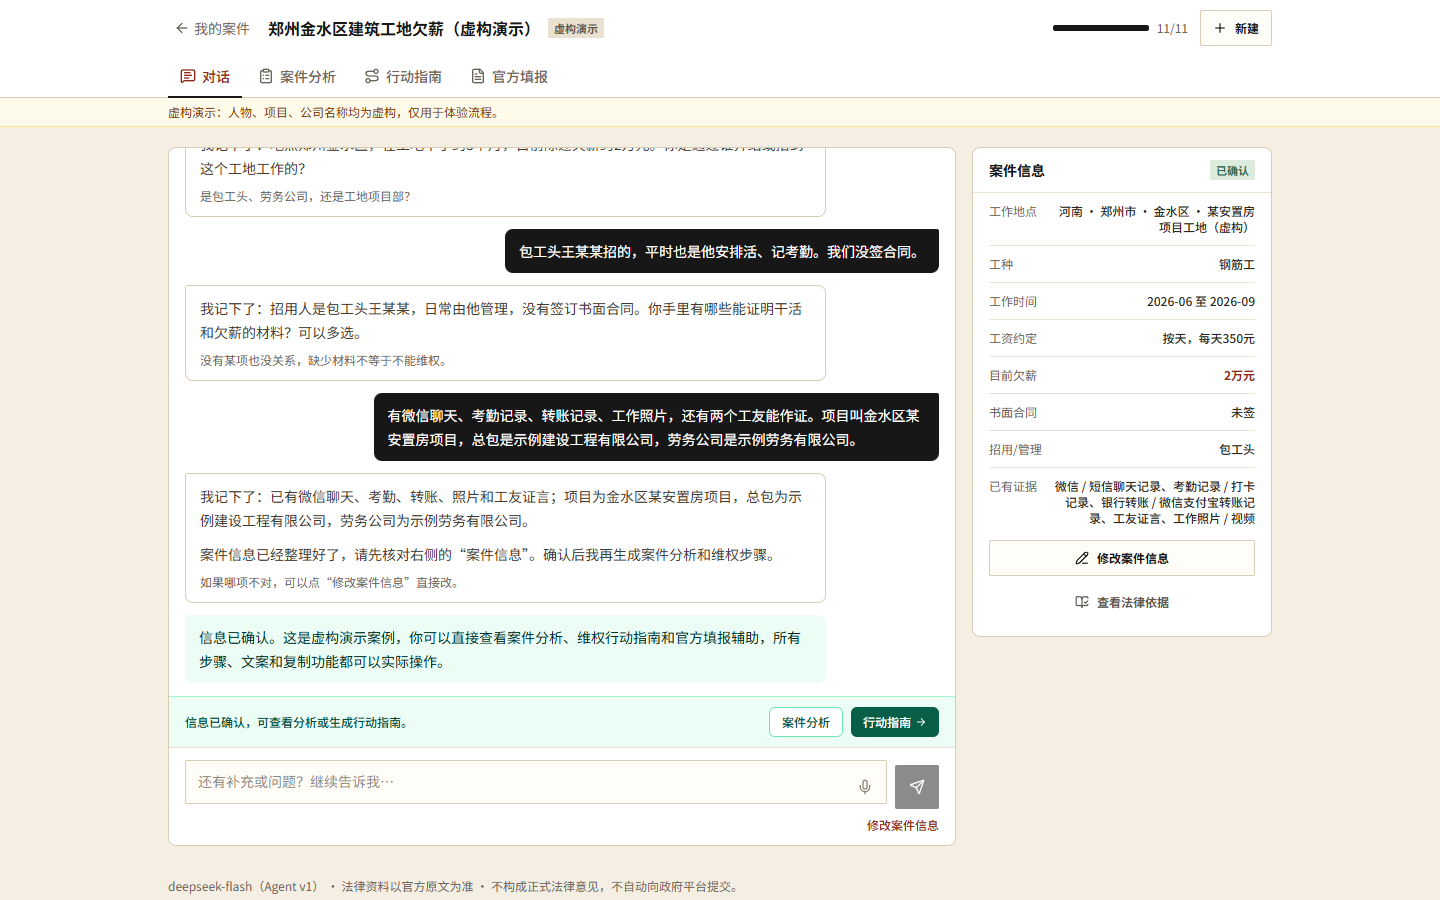 我的案件
郑州金水区建筑工地欠薪（虚构演示）
虚构演示
11/11
新建
对话
案件分析
行动指南
官方填报
虚构演示：人物、项目、公司名称均为虚构，仅用于体验流程。
这个工地工作的？
是包工头、劳务公司，还是工地项目部？
包工头王某某招的，平时也是他安排活、记考勤。我们没签合同。
我记下了：招用人是包工头王某某，日常由他管理，没有签订书面合同。你手里有哪些能证明干活
和欠薪的材料？可以多选。
没有某项也没关系，缺少材料不等于不能维权。
有微信聊天、考勤记录、转账记录、工作照片，还有两个工友能作证。项目叫金水区某
安置房项目，总包是示例建设工程有限公司，劳务公司是示例劳务有限公司。
我记下了：已有微信聊天、考勤、转账、照片和工友证言；项目为金水区某安置房项目，总包为示
例建设工程有限公司，劳务公司为示例劳务有限公司。
案件信息已经整理好了，请先核对右侧的“案件信息”。确认后我再生成案件分析和维权步骤。
如果哪项不对，可以点“修改案件信息”直接改。
信息已确认。这是虚构演示案例，你可以直接查看案件分析、维权行动指南和官方填报辅助，所有
步骤、文案和复制功能都可以实际操作。
信息已确认，可查看分析或生成行动指南。
案件分析
行动指南
还有补充或问题？继续告诉我…
修改案件信息
案件信息
已确认
工作地点
河南 · 郑州市 · 金水区 · 某安置房
项目工地（虚构）
工种
钢筋工
工作时间
2026-06 至 2026-09
工资约定
按天，每天350元
目前欠薪
2万元
书面合同
未签
招用/管理
包工头
已有证据
微信 / 短信聊天记录、考勤记录 / 打卡
记录、银行转账 / 微信支付宝转账记
录、工友证言、工作照片 / 视频
修改案件信息
查看法律依据
deepseek-flash（Agent v1） · 法律资料以官方原文为准 · 不构成正式法律意见，不自动向政府平台提交。